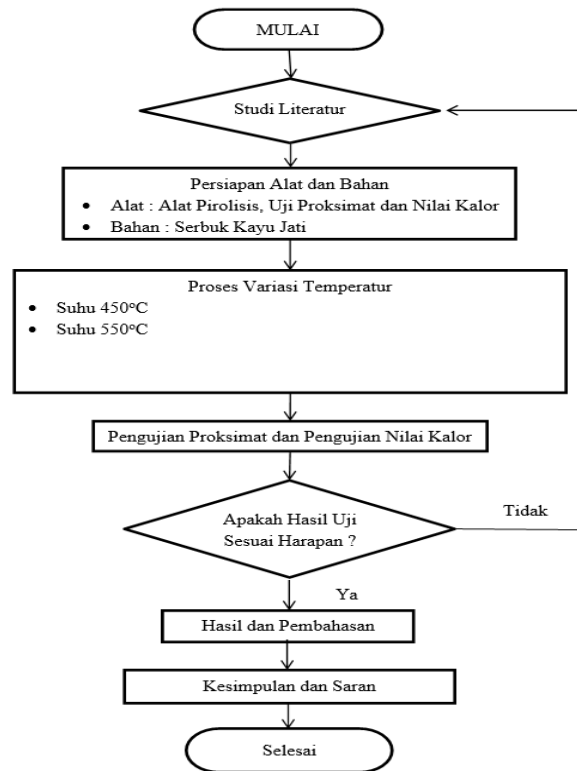 MULAI
Studi Literatur
Persiapan Alat dan Bahan
• Alat : Alat Pirolisis, Uji Proksimat dan Nilai Kalor
• Bahan : Serbuk Kayu Jati
Proses Variasi Temperatur
• Suhu 450°C
• Suhu 550°C
Pengujian Proksimat dan Pengujian Nilai Kalor
Apakah Hasil Uji
Sesuai Harapan ?
Tidak
Ya
Hasil dan Pembahasan
Kesimpulan dan Saran
Selesai